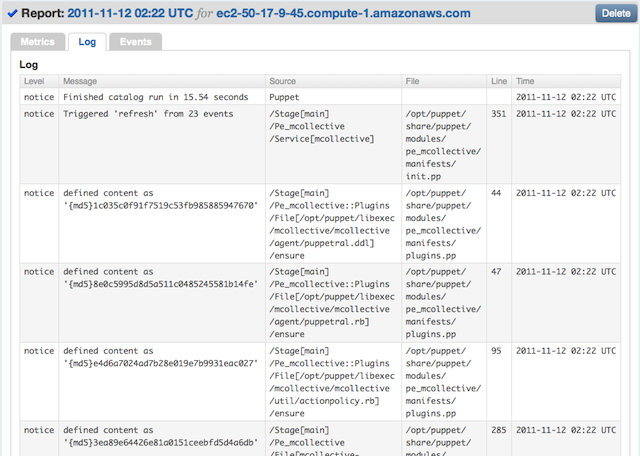 Report: 2011-11-12 02:22 UTC for ec2-50-17-9-45.compute-1.amazonaws.com
Delete
Metrics
Log
Events
Log
Level Message Source File Line Time
notice Finished catalog run in 15.54 seconds Puppet 2011-11-12 02:22 UTC
notice Triggered 'refresh' from 23 events /Stage[main] /opt/puppet/ 351 2011-11-12 02:22 UTC
/Pe_mcollective share/puppet/
/Service[mcollective] modules/
pe_mcollective/
manifests/
init.pp
notice defined content as /Stage[main] /opt/puppet/ 44 2011-11-12 02:22 UTC
'{md5}1c035c0f91f7519c53fb985885947670' /Pe_mcollective::Plugins share/puppet/
/File[/opt/puppet/libexec modules/
/mcollective/mcollective pe_mcollective/
/agent/puppetral.ddl] manifests/
/ensure plugins.pp
notice defined content as /Stage[main] /opt/puppet/ 47 2011-11-12 02:22 UTC
'{md5}8e0c5995d8d5a511c0485245581b14fe' /Pe_mcollective::Plugins share/puppet/
/File[/opt/puppet/libexec modules/
/mcollective/mcollective pe_mcollective/
/agent/puppetral.rb] manifests/
/ensure plugins.pp
notice defined content as /Stage[main] /opt/puppet/ 95 2011-11-12 02:22 UTC
'{md5}e4d6a7024ad7b28e019e7b9931eac027' /Pe_mcollective::Plugins share/puppet/
/File[/opt/puppet/libexec modules/
/mcollective/mcollective pe_mcollective/
/util/actionpolicy.rb] manifests/
/ensure plugins.pp
notice defined content as /Stage[main] /opt/puppet/ 285 2011-11-12 02:22 UTC
'{md5}3ea89e64426e81a0151ceebfd5d4a6db' /Pe_mcollective share/puppet/
/File[mcollective- modules/